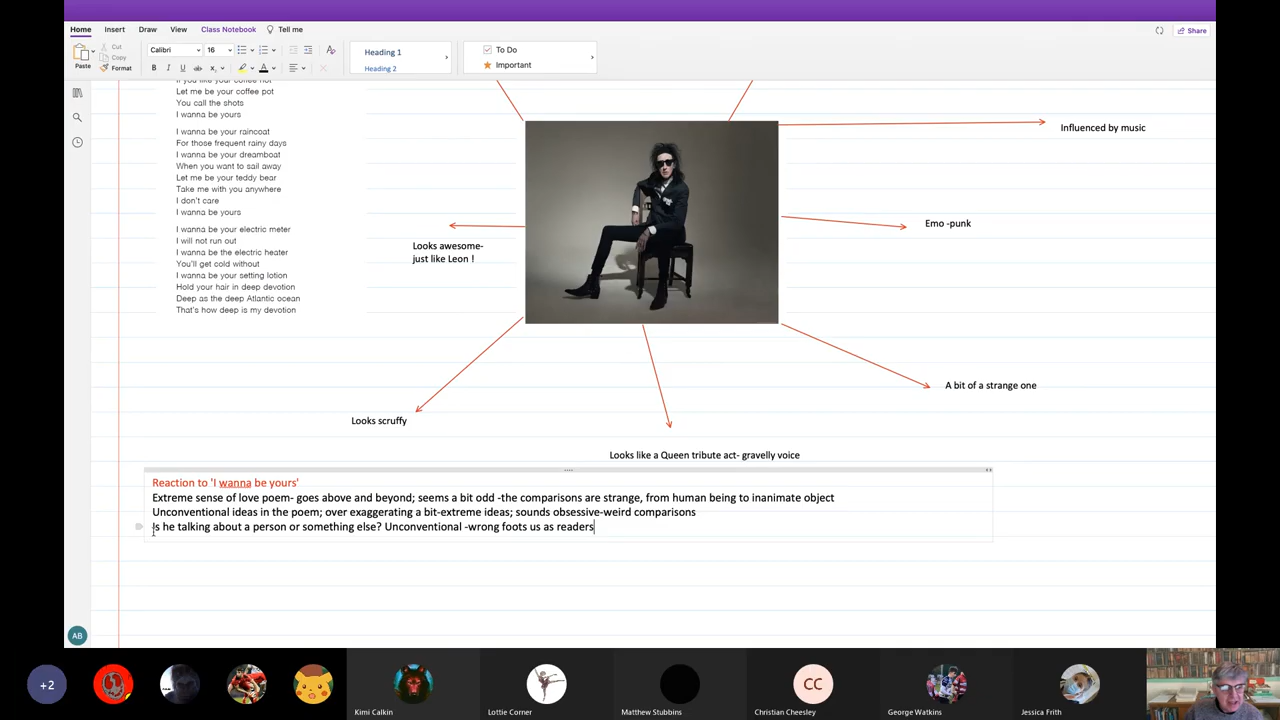 Home Insert Draw View Class Notebook Tell me
Share
Paste
Cut
Copy
Format
Calibri 16
B I U ab x
A
Heading 1
Heading 2
To Do
Important
If you like your coffee hot
Let me be your coffee pot
You call the shots
I wanna be yours
I wanna be your raincoat
For those frequent rainy days
I wanna be your dreamboat
When you want to sail away
Let me be your teddy bear
Take me with you anywhere
I don't care
I wanna be yours
I wanna be your electric meter
I will not run out
I wanna be the electric heater
You'll get cold without
I wanna be your setting lotion
Hold your hair in deep devotion
Deep as the deep Atlantic ocean
That's how deep is my devotion
Influenced by music
Emo -punk
Looks awesome-
just like Leon !
A bit of a strange one
Looks scruffy
Looks like a Queen tribute act- gravelly voice
Reaction to 'I wanna be yours'
Extreme sense of love poem- goes above and beyond; seems a bit odd -the comparisons are strange, from human being to inanimate object
Unconventional ideas in the poem; over exaggerating a bit-extreme ideas; sounds obsessive-weird comparisons
Is he talking about a person or something else? Unconventional -wrong foots us as readers
AB
+2
CC
Kimi Calkin
Lottie Corner
Matthew Stubbins
Christian Cheesley
George Watkins
Jessica Frith